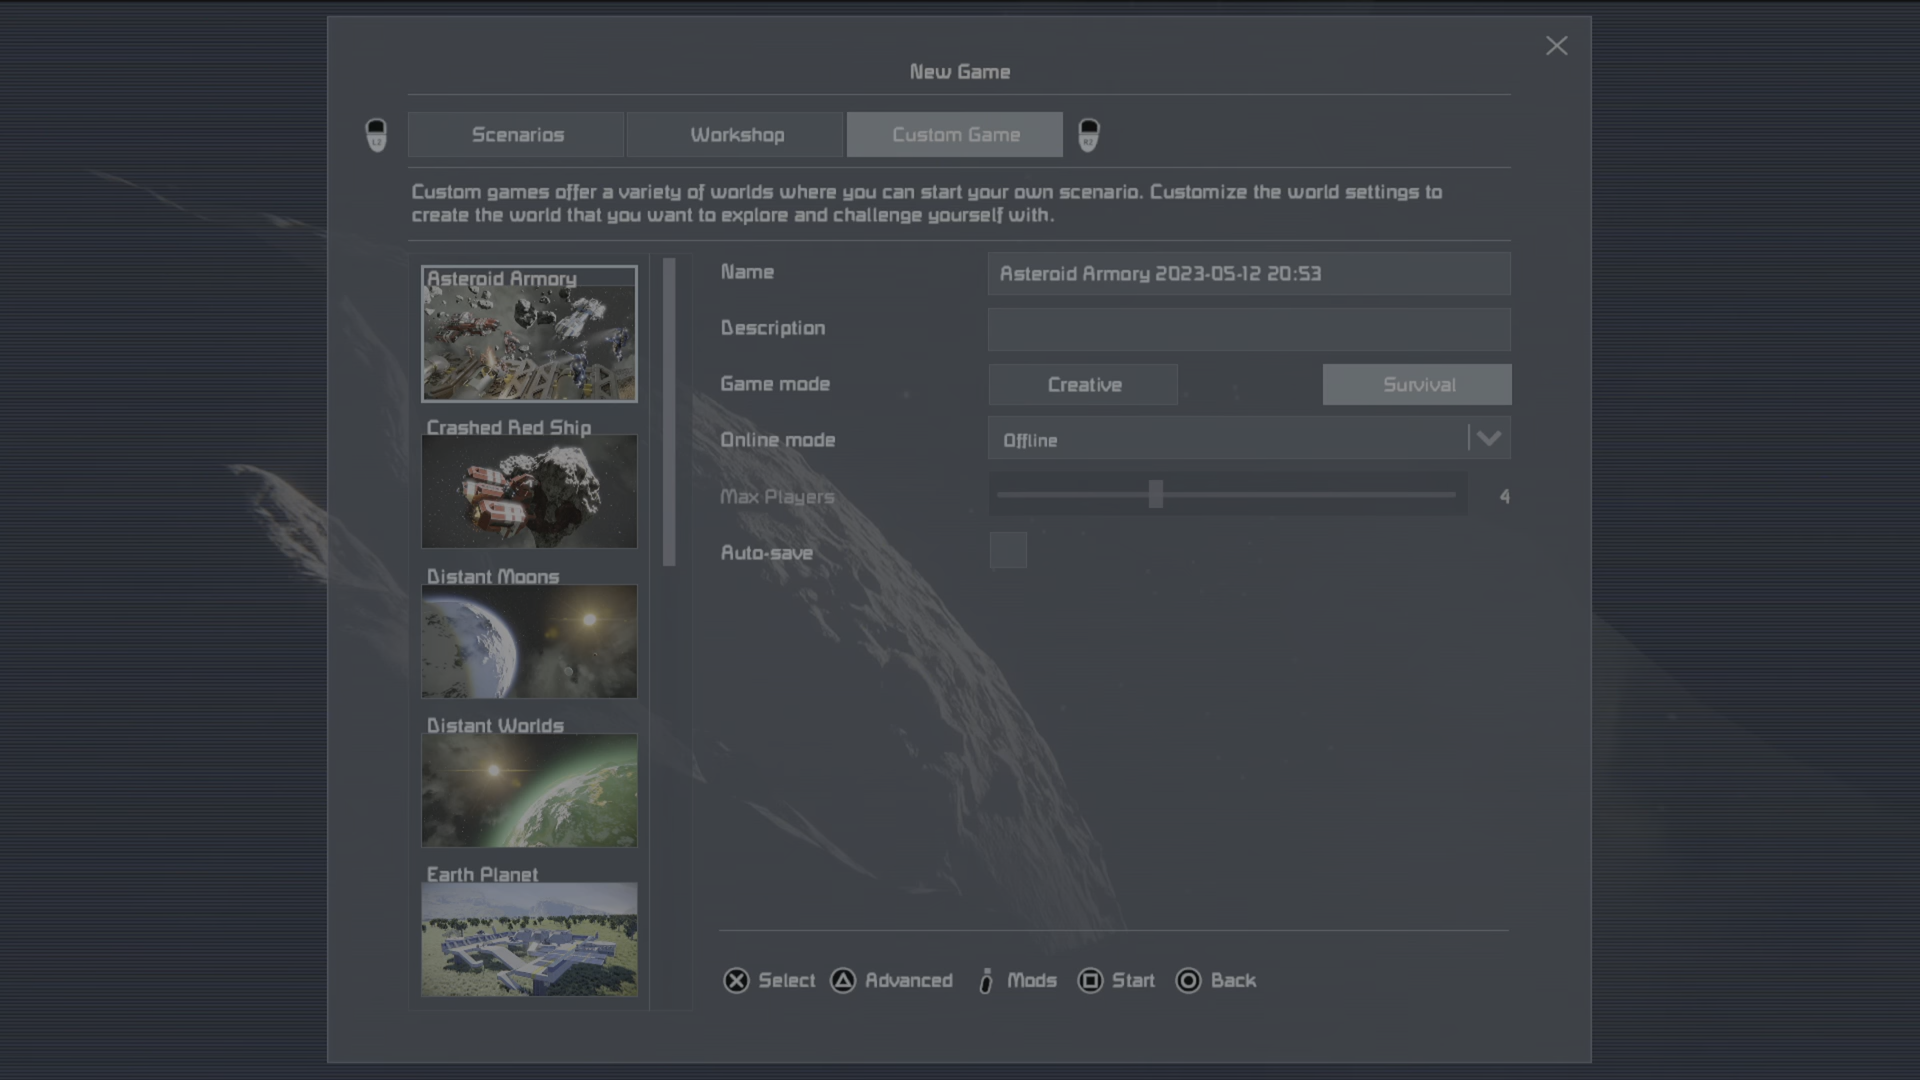 New Game
L2
Scenarios
Workshop
Custom Game
R2
Custom games offer a variety of worlds where you can start your own scenario. Customize the world settings to
create the world that you want to explore and challenge yourself with.
Asteroid Armory
Crashed Red Ship
Distant Moons
Distant Worlds
Earth Planet
Name
Asteroid Armory 2023-05-12 20:53
Description
Game mode
Creative
Survival
Online mode
Offline
Max Players
4
Auto-save
Select
Advanced
Mods
Start
Back